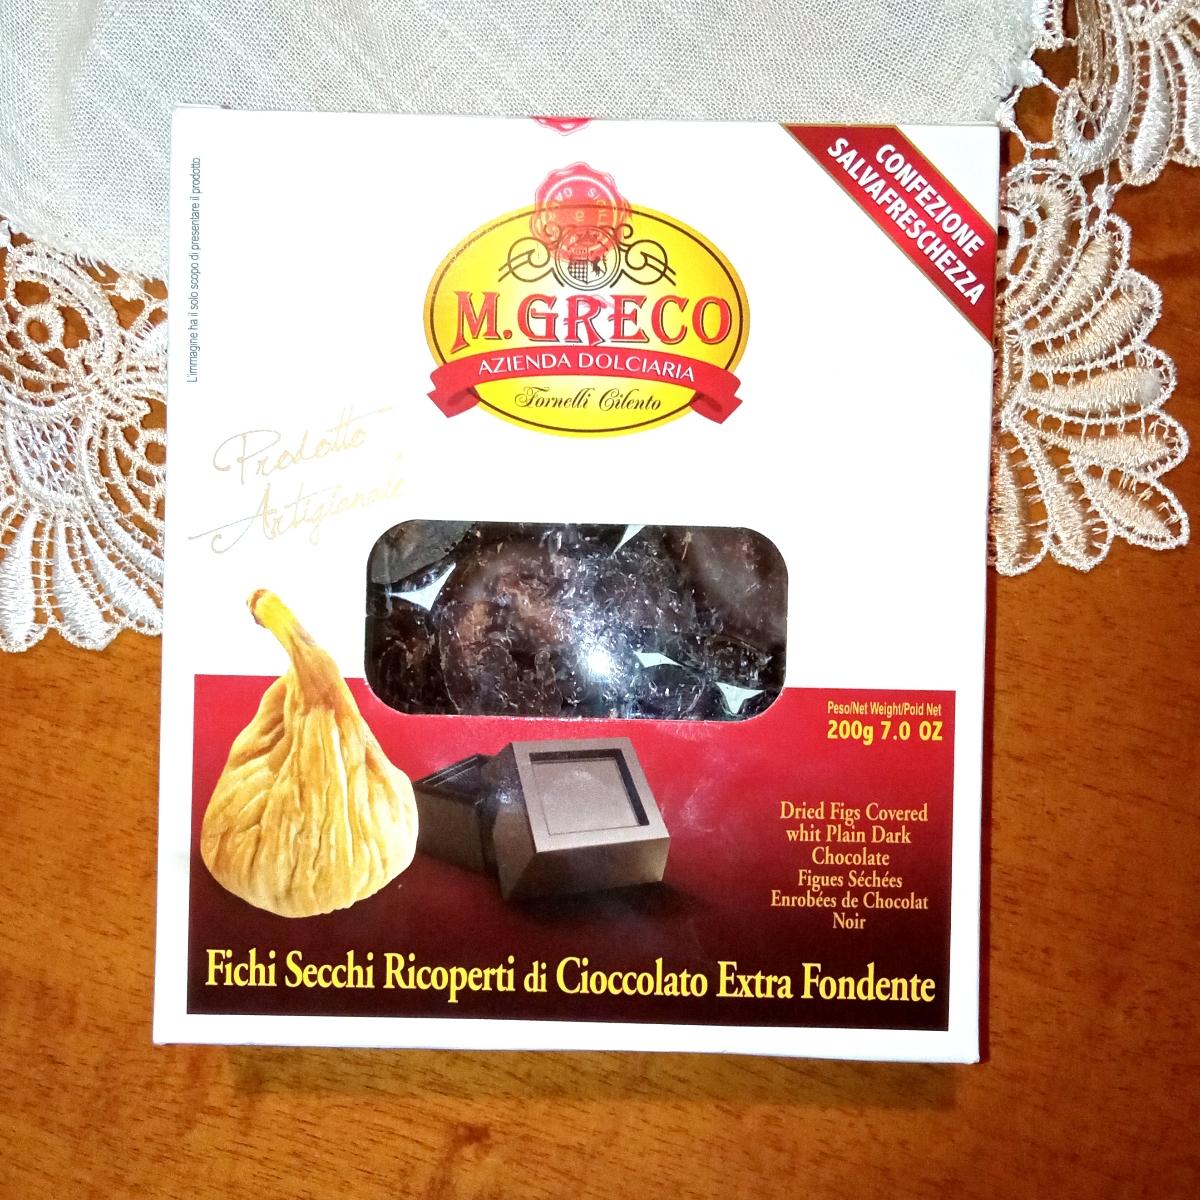 L'immagine ha il solo scopo di presentare il prodotto
CONFEZIONE
SALVAFRESCHEZZA
M.GRECO
AZIENDA DOLCIARIA
Fornelli Cilento
Prodotto
Artigianale
Peso/Net Weight/Poid Net
200g 7.0 OZ
Dried Figs Covered
whit Plain Dark
Chocolate
Figues Séchées
Enrobées de Chocolat
Noir
Fichi Secchi Ricoperti di Cioccolato Extra Fondente